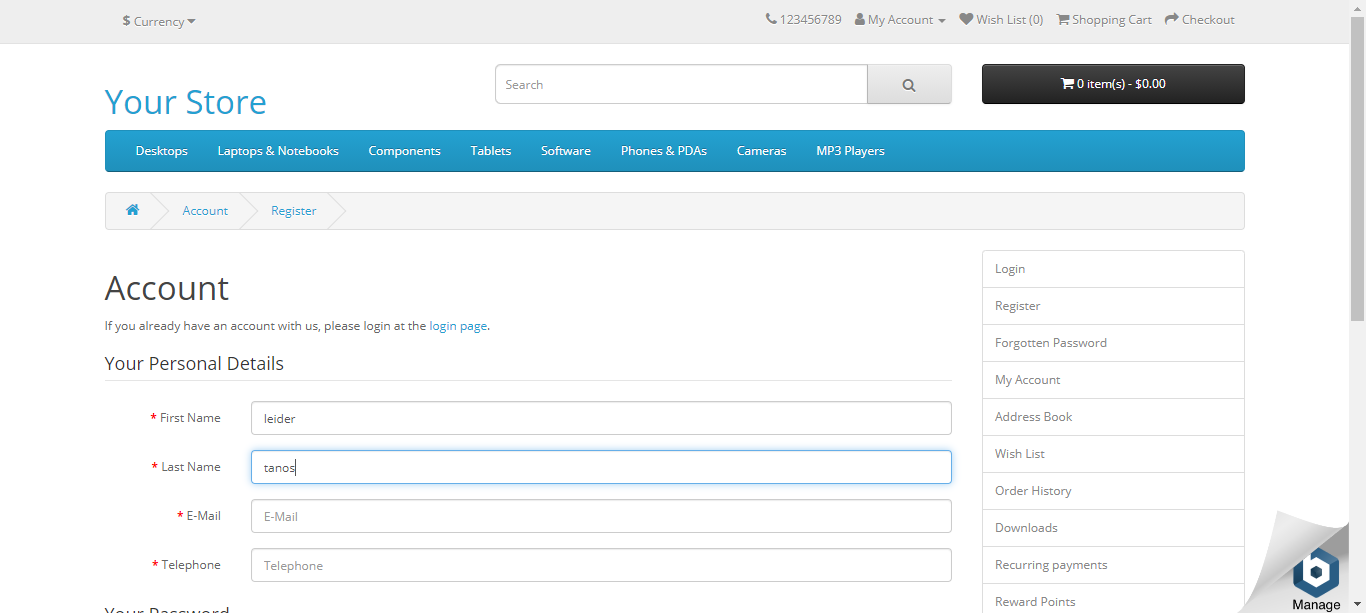 $ Currency 123456789 My Account Wish List (0) Shopping Cart Checkout
Your Store
Search
0 item(s) - $0.00
Desktops Laptops & Notebooks Components Tablets Software Phones & PDAs Cameras MP3 Players
Account Register
Account
If you already have an account with us, please login at the login page.
Your Personal Details
* First Name leider
* Last Name tanos
* E-Mail E-Mail
* Telephone Telephone
Your Password
Login
Register
Forgotten Password
My Account
Address Book
Wish List
Order History
Downloads
Recurring payments
Reward Points
Manage